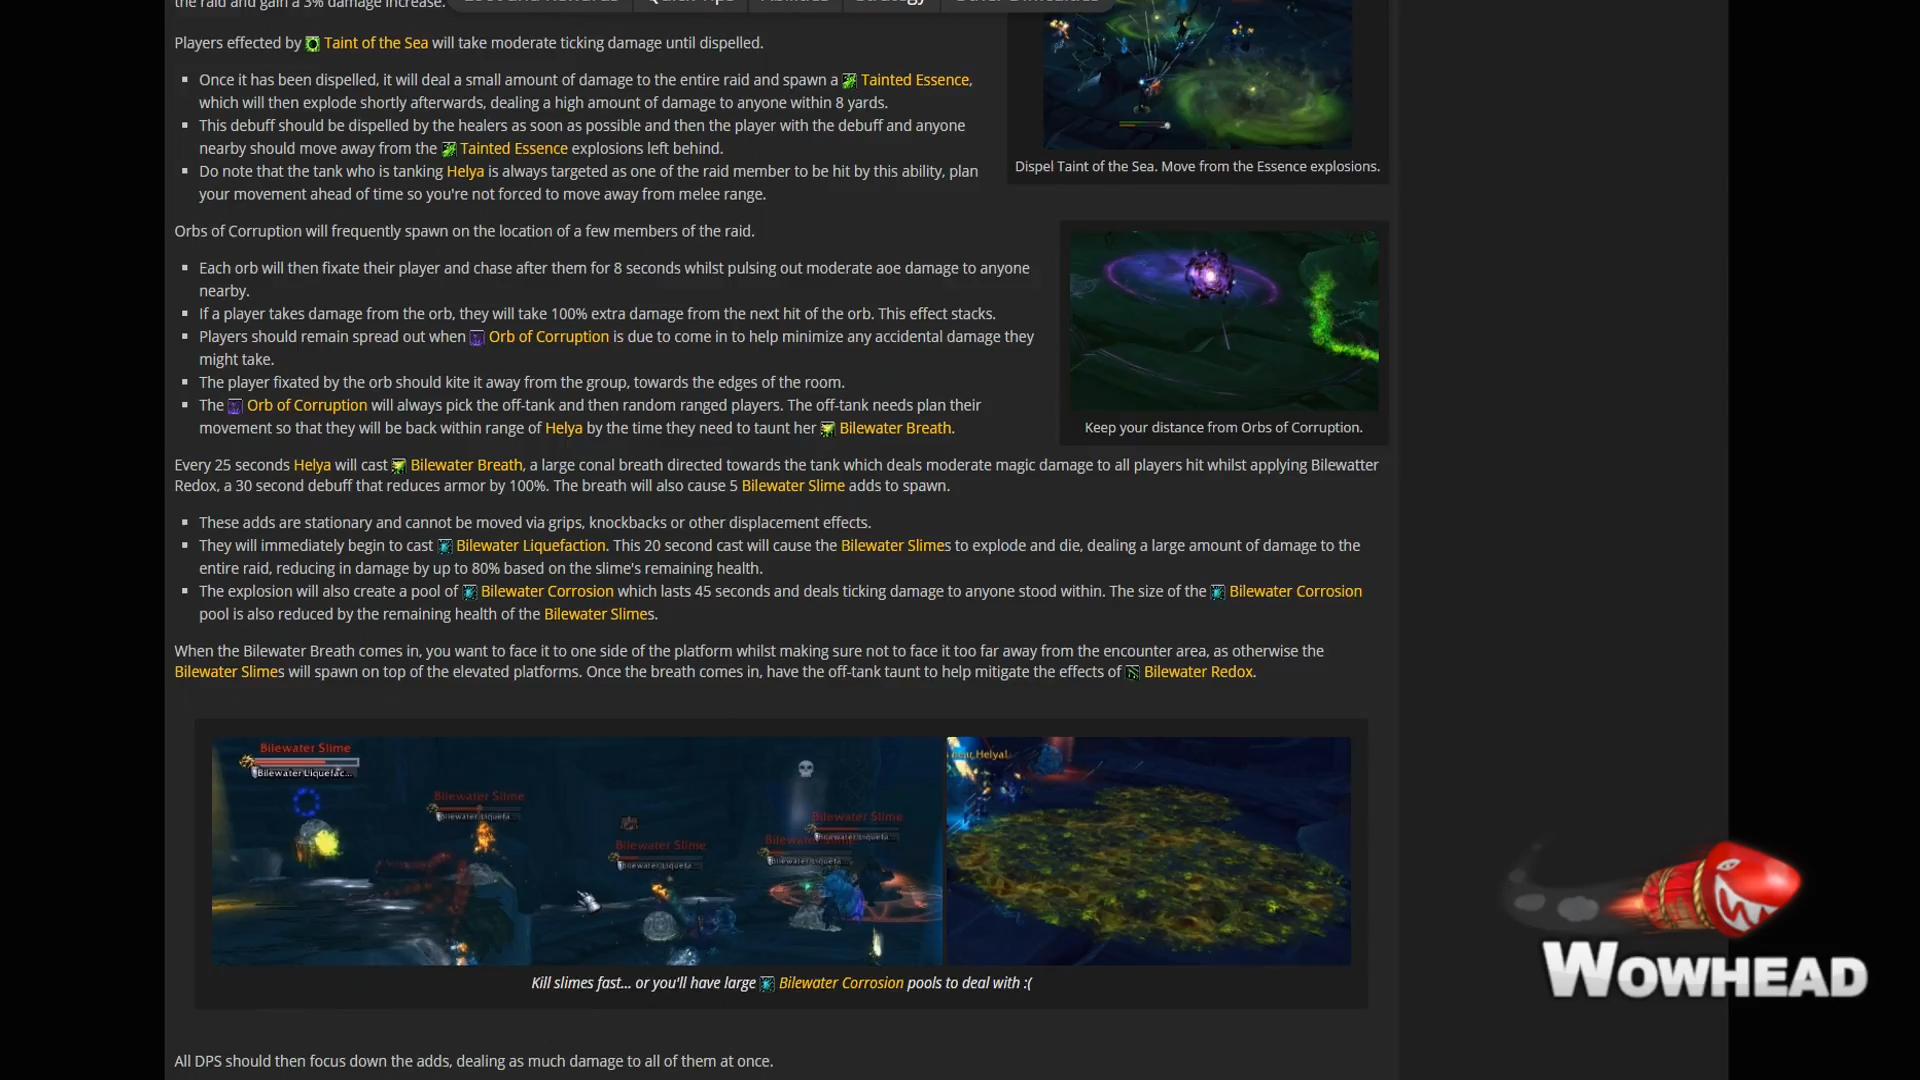 the raid and gain a 3% damage increase.
Players effected by Taint of the Sea will take moderate ticking damage until dispelled.
Once it has been dispelled, it will deal a small amount of damage to the entire raid and spawn a Tainted Essence,
which will then explode shortly afterwards, dealing a high amount of damage to anyone within 8 yards.
This debuff should be dispelled by the healers as soon as possible and then the player with the debuff and anyone
nearby should move away from the Tainted Essence explosions left behind.
Do note that the tank who is tanking Helya is always targeted as one of the raid member to be hit by this ability, plan
your movement ahead of time so you're not forced to move away from melee range.
Dispel Taint of the Sea. Move from the Essence explosions.
Orbs of Corruption will frequently spawn on the location of a few members of the raid.
Each orb will then fixate their player and chase after them for 8 seconds whilst pulsing out moderate aoe damage to anyone
nearby.
If a player takes damage from the orb, they will take 100% extra damage from the next hit of the orb. This effect stacks.
Players should remain spread out when Orb of Corruption is due to come in to help minimize any accidental damage they
might take.
The player fixated by the orb should kite it away from the group, towards the edges of the room.
The Orb of Corruption will always pick the off-tank and then random ranged players. The off-tank needs plan their
movement so that they will be back within range of Helya by the time they need to taunt her Bilewater Breath.
Keep your distance from Orbs of Corruption.
Every 25 seconds Helya will cast Bilewater Breath, a large conal breath directed towards the tank which deals moderate magic damage to all players hit whilst applying Bilewatter
Redox, a 30 second debuff that reduces armor by 100%. The breath will also cause 5 Bilewater Slime adds to spawn.
These adds are stationary and cannot be moved via grips, knockbacks or other displacement effects.
They will immediately begin to cast Bilewater Liquefaction. This 20 second cast will cause the Bilewater Slimes to explode and die, dealing a large amount of damage to the
entire raid, reducing in damage by up to 80% based on the slime's remaining health.
The explosion will also create a pool of Bilewater Corrosion which lasts 45 seconds and deals ticking damage to anyone stood within. The size of the Bilewater Corrosion
pool is also reduced by the remaining health of the Bilewater Slimes.
When the Bilewater Breath comes in, you want to face it to one side of the platform whilst making sure not to face it too far away from the encounter area, as otherwise the
Bilewater Slimes will spawn on top of the elevated platforms. Once the breath comes in, have the off-tank taunt to help mitigate the effects of Bilewater Redox.
Bilewater Slime
Bilewater Liquefac...
Bilewater Slime
Bilewater Liquefa...
Bilewater Slime
Bilewater Liquefa...
Bilewater Slime
Bilewater Liquefa...
Bilewater Slime
Bilewater Liquefa...
near Helya!
Kill slimes fast... or you'll have large Bilewater Corrosion pools to deal with :(
WOWHEAD
All DPS should then focus down the adds, dealing as much damage to all of them at once.